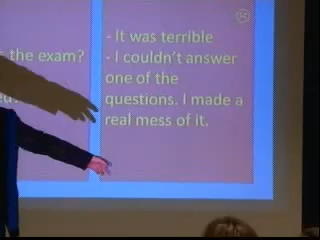 the exam?
- It was terrible
- I couldn't answer
one of the
questions. I made a
real mess of it.